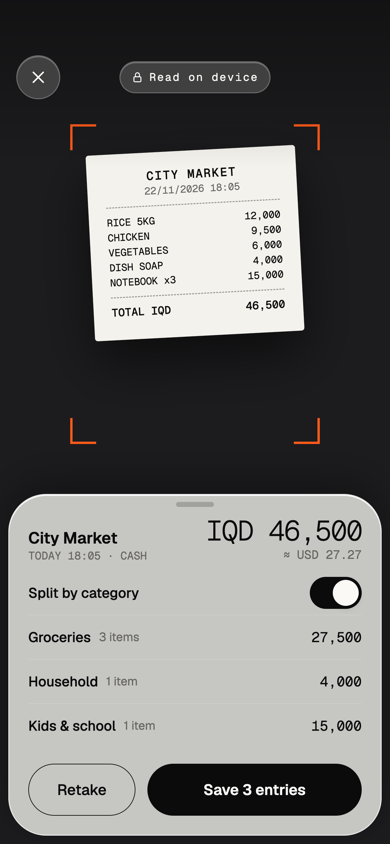 Read on device
CITY MARKET
22/11/2026 18:05
RICE 5KG 12,000
CHICKEN 9,500
VEGETABLES 6,000
DISH SOAP 4,000
NOTEBOOK x3 15,000
TOTAL IQD 46,500
City Market IQD 46,500
TODAY 18:05 · CASH ≈ USD 27.27
Split by category
Groceries 3 items 27,500
Household 1 item 4,000
Kids & school 1 item 15,000
Retake Save 3 entries